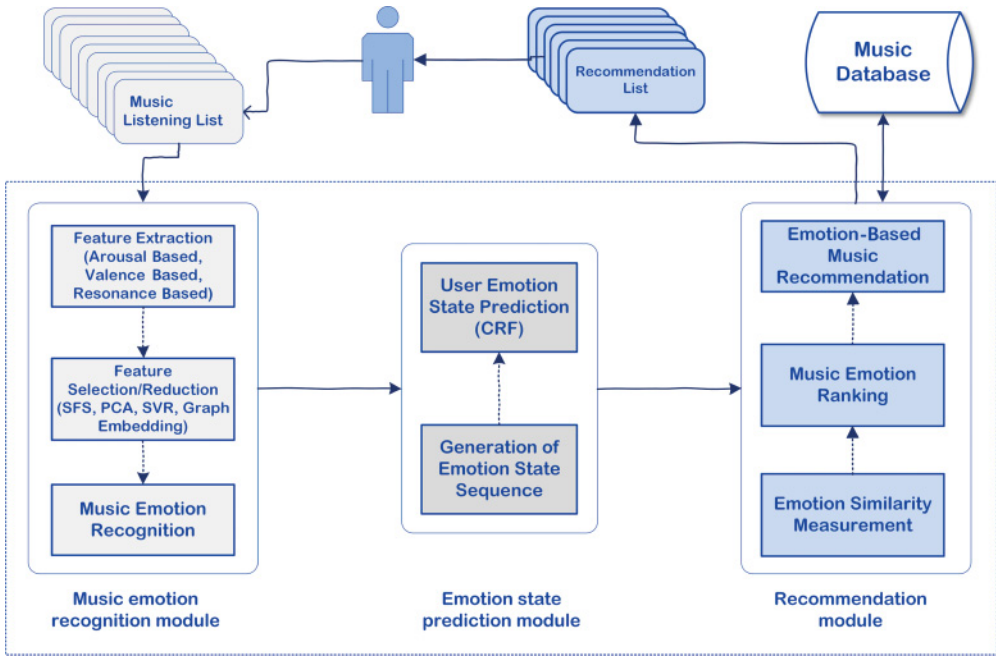 Music
Listening List
Recommendation
List
Music
Database
Feature Extraction
(Arousal Based,
Valence Based,
Resonance Based)
Feature
Selection/Reduction
(SFS, PCA, SVR, Graph
Embedding)
Music Emotion
Recognition
Music emotion
recognition module
User Emotion
State Prediction
(CRF)
Generation of
Emotion State
Sequence
Emotion state
prediction module
Emotion-Based
Music
Recommendation
Music Emotion
Ranking
Emotion Similarity
Measurement
Recommendation
module